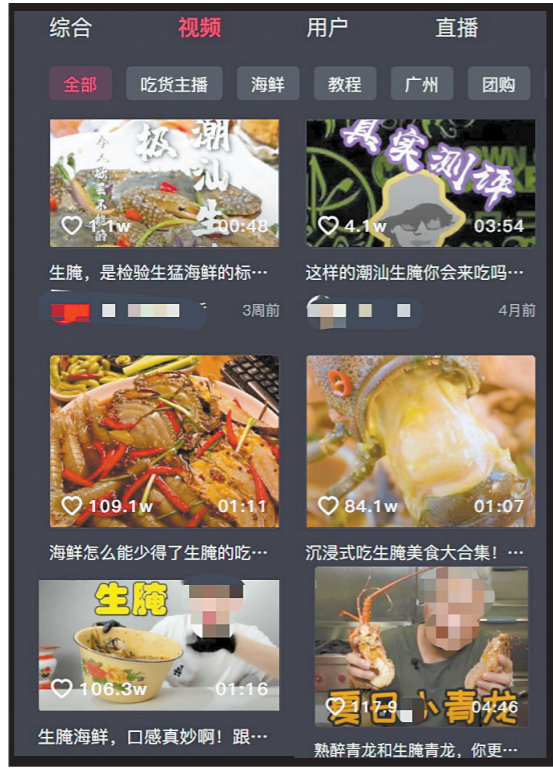 综合 视频 用户 直播
全部 吃货主播 海鲜 教程 广州 团购
潮汕生
极
1.1w 00:48
真实测评
4.1w 03:54
生腌，是检验生猛海鲜的标…
这样的潮汕生腌你会来吃吗…
3周前
4月前
109.1w 01:11
84.1w 01:07
海鲜怎么能少得了生腌的吃…
沉浸式吃生腌美食大合集！…
生腌
106.3w 01:16
夏日小青龙
117.9 04:46
生腌海鲜，口感真妙啊！跟…
熟醉青龙和生腌青龙，你更…